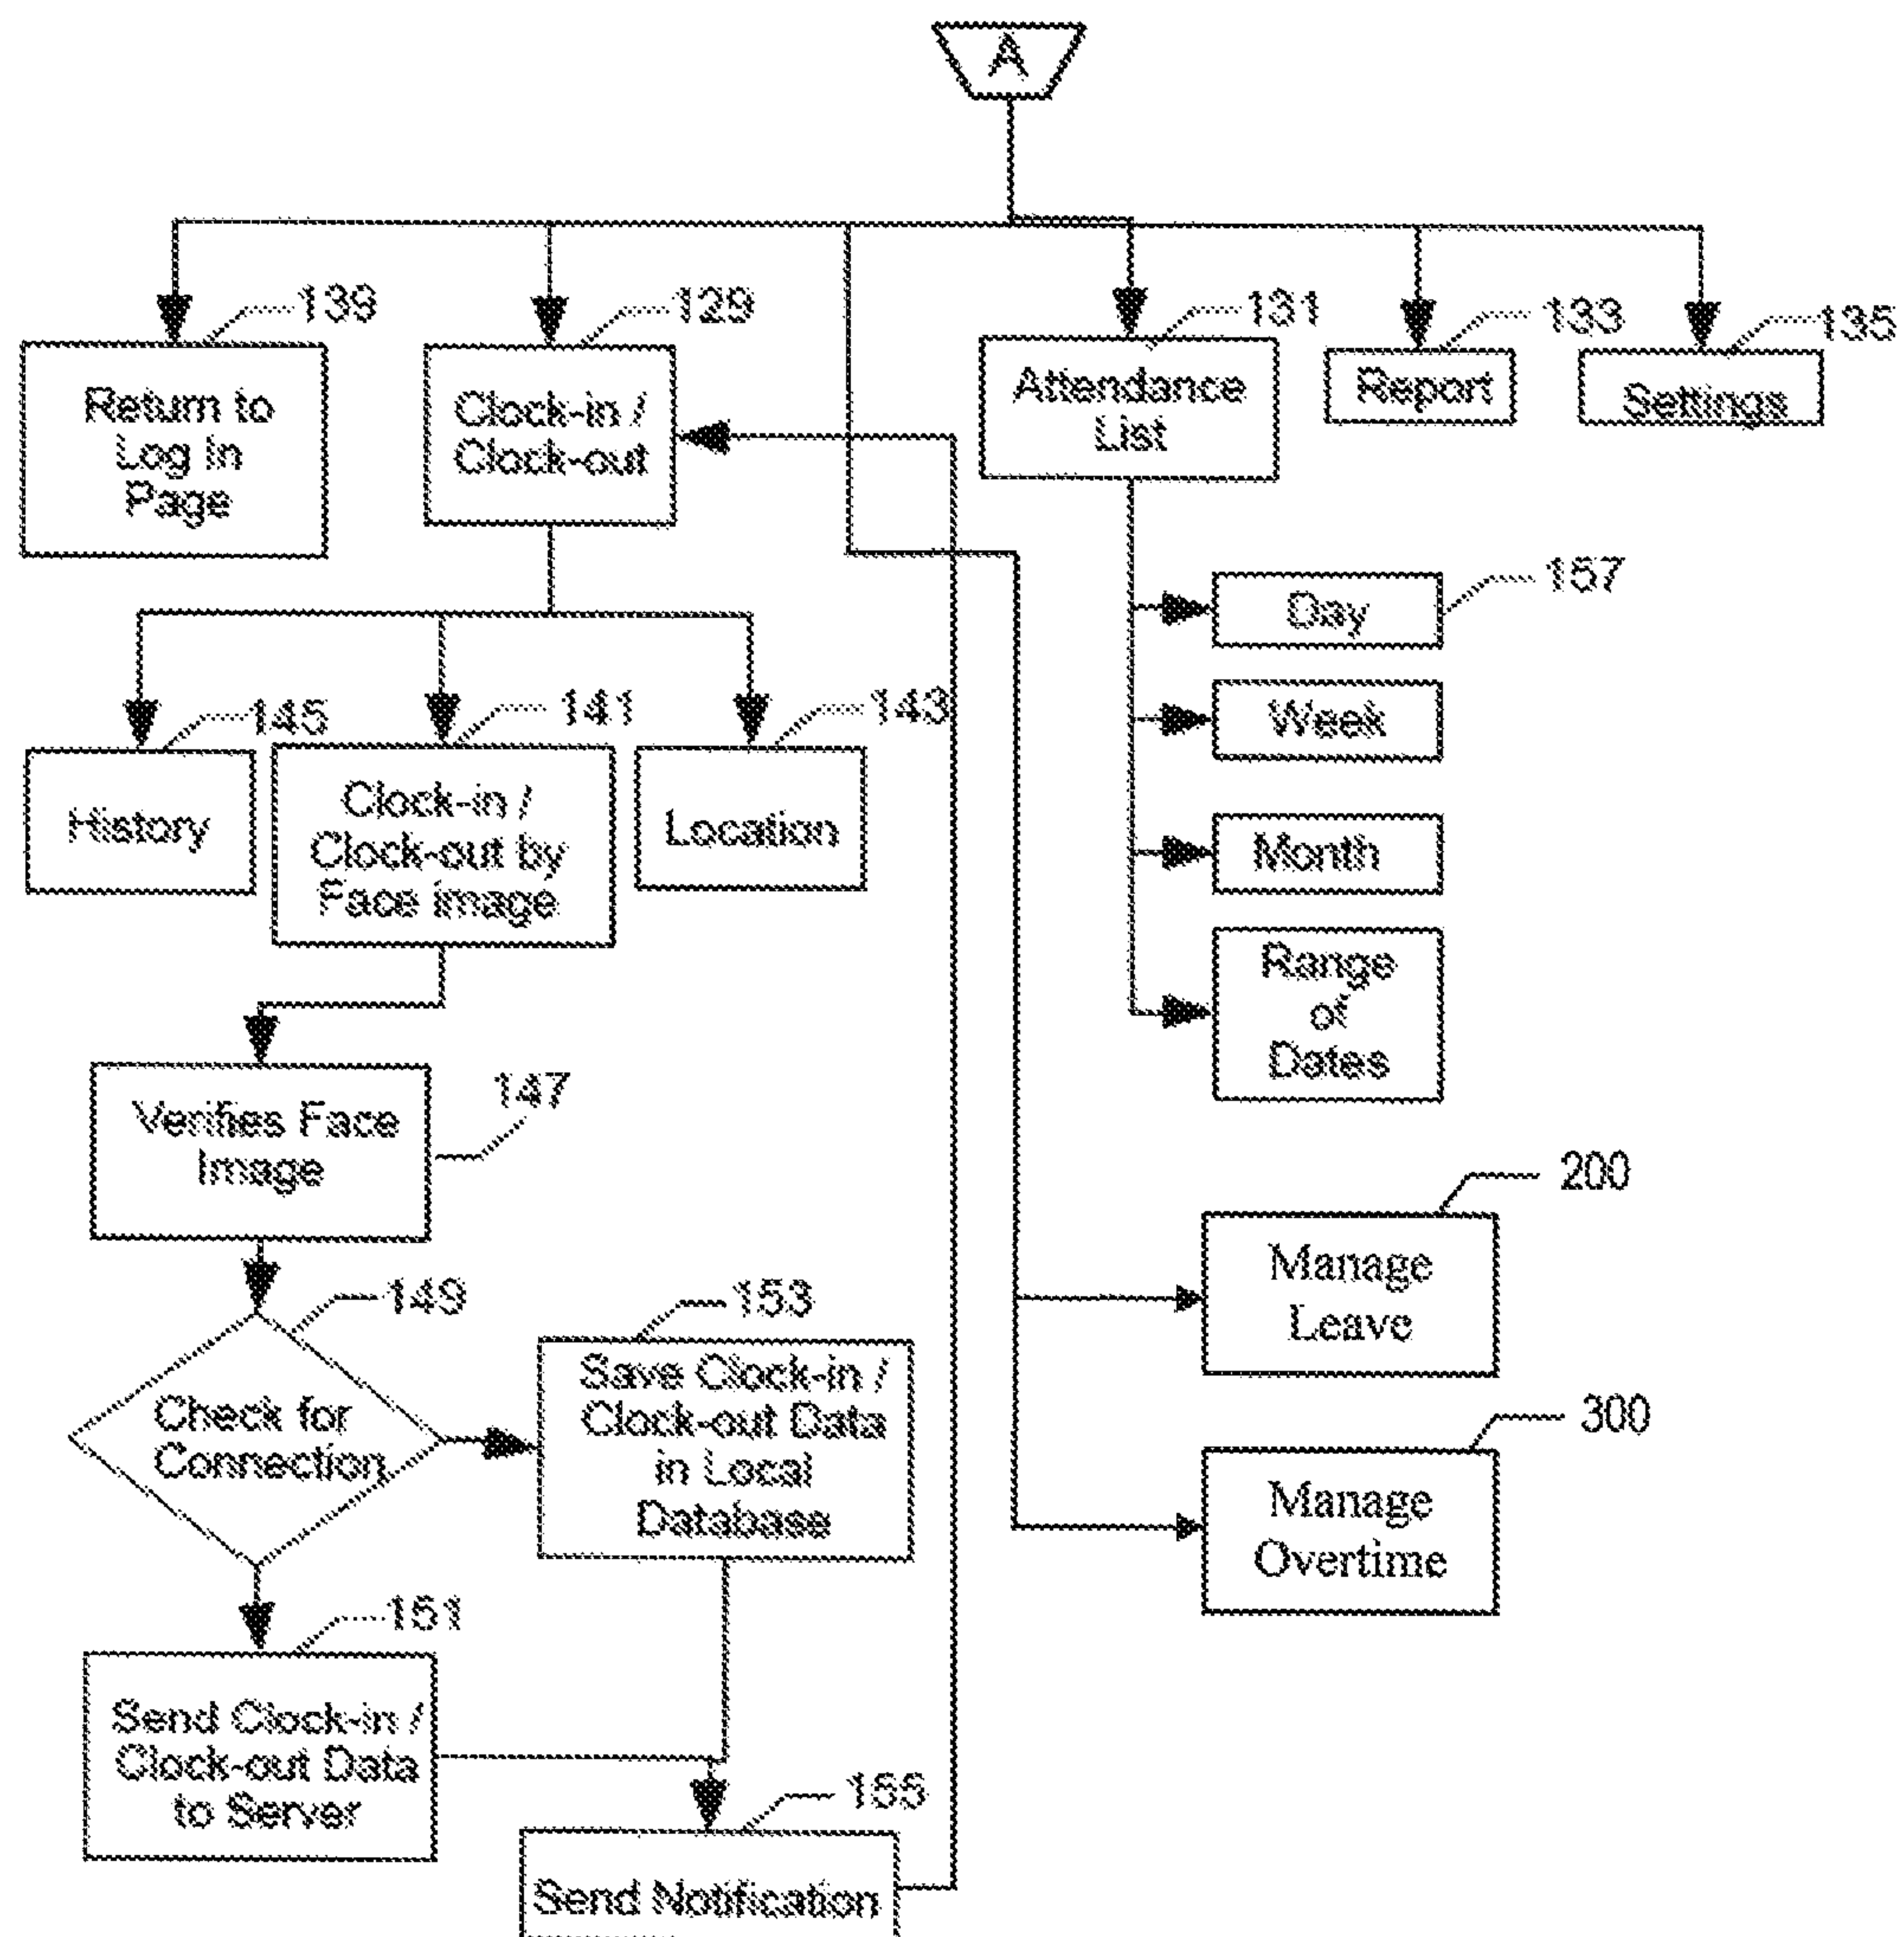 A
139
129
131
133
135
Return to
Log In
Page
Clock-in /
Clock-out
Attendance
List
Report
Settings
157
Day
Week
Month
Range
of
Dates
145
141
143
History
Clock-in /
Clock-out by
Face image
Location
Verifies Face
Image
147
200
Manage
Leave
149
153
Check for
Connection
Save Clock-in /
Clock-out Data
in Local
Database
300
Manage
Overtime
151
Send Clock-in /
Clock-out Data
to Server
155
Send Notification